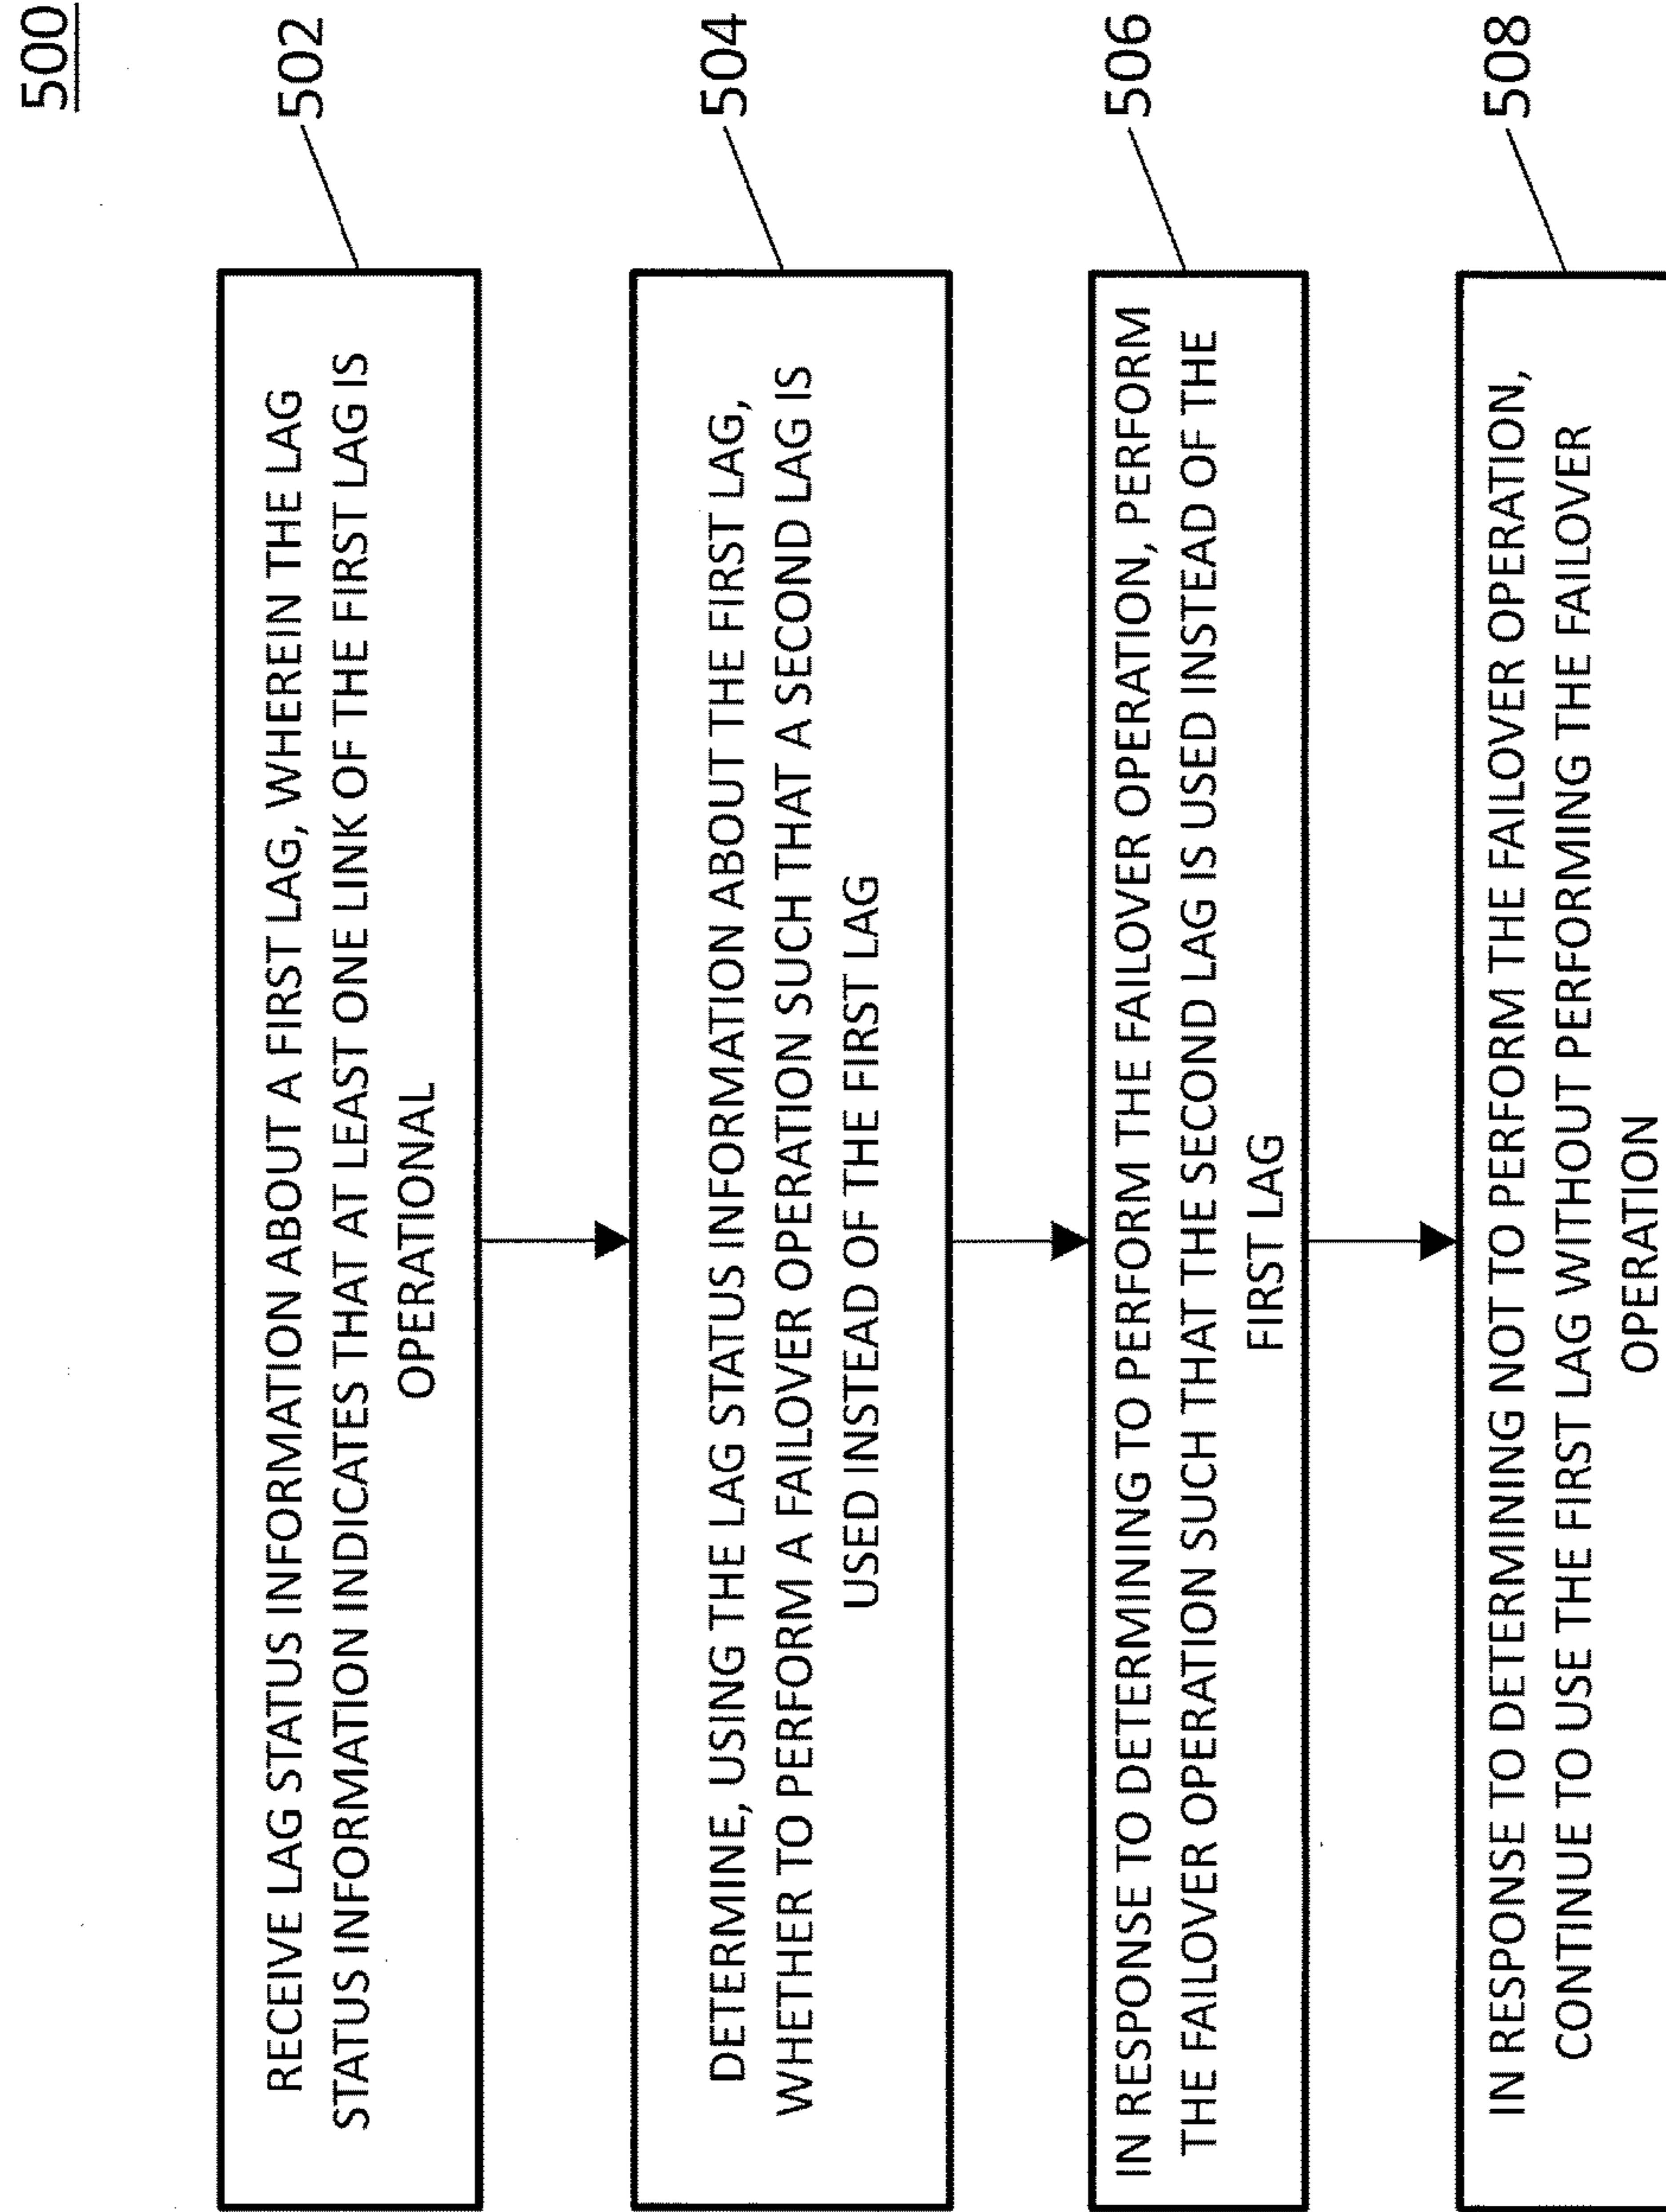 500
RECEIVE LAG STATUS INFORMATION ABOUT A FIRST LAG, WHEREIN THE LAG
STATUS INFORMATION INDICATES THAT AT LEAST ONE LINK OF THE FIRST LAG IS
OPERATIONAL
502
DETERMINE, USING THE LAG STATUS INFORMATION ABOUT THE FIRST LAG,
WHETHER TO PERFORM A FAILOVER OPERATION SUCH THAT A SECOND LAG IS
USED INSTEAD OF THE FIRST LAG
504
IN RESPONSE TO DETERMINING TO PERFORM THE FAILOVER OPERATION, PERFORM
THE FAILOVER OPERATION SUCH THAT THE SECOND LAG IS USED INSTEAD OF THE
FIRST LAG
506
IN RESPONSE TO DETERMINING NOT TO PERFORM THE FAILOVER OPERATION,
CONTINUE TO USE THE FIRST LAG WITHOUT PERFORMING THE FAILOVER
OPERATION
508